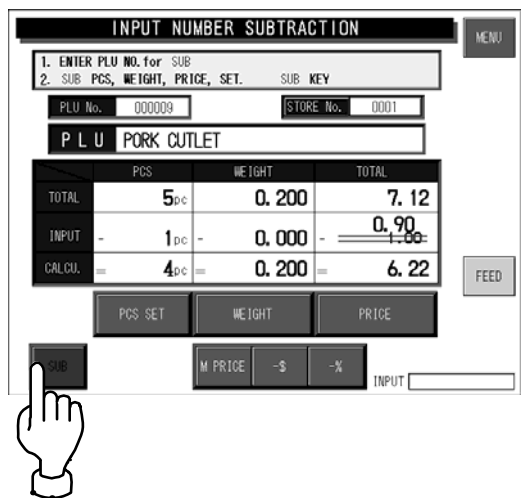 INPUT NUMBER SUBTRACTION
MENU
1. ENTER PLU NO. for SUB
2. SUB PCS, WEIGHT, PRICE, SET. SUB KEY
PLU No. 000009 STORE No. 0001
PLU PORK CUTLET
PCS WEIGHT TOTAL
TOTAL 5pc 0.200 7.12
INPUT - 1pc - 0.000 - 0.90 1.00
CALCU. = 4pc = 0.200 = 6.22
FEED
PCS SET WEIGHT PRICE
SUB M PRICE -$ -%
INPUT